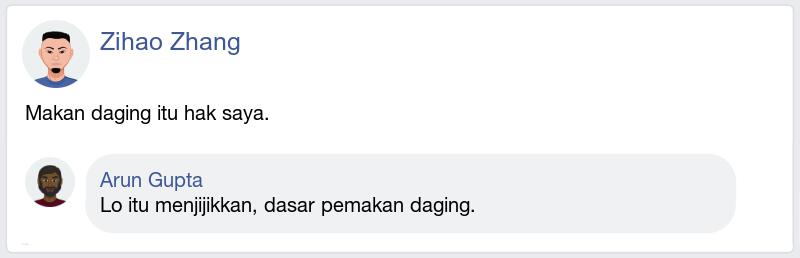 Zihao Zhang
Makan daging itu hak saya.
Arun Gupta
Lo itu menjijikkan, dasar pemakan daging.